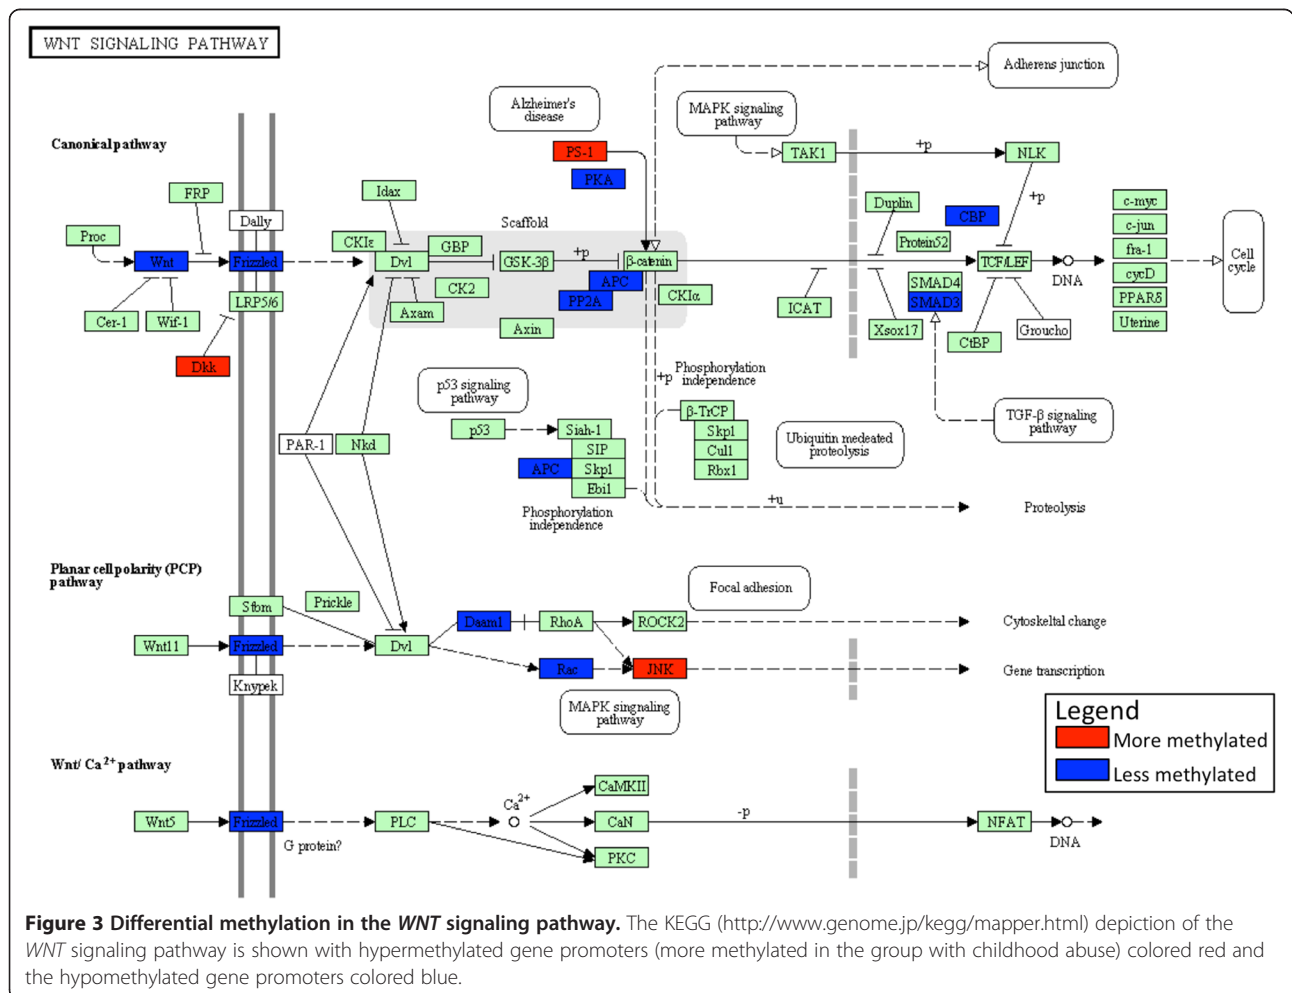 WNT SIGNALING PATHWAY
Adherens junction
Alzheimer's
disease
MAPK signaling
pathway
Canonical pathway
PS-1
TAK1
+p
NLK
PKA
FRP
Idax
Dally
Scaffold
Duplin
CBP
+p
c-myc
Proc
CKIε
GBP
Protein52
c-jun
Wnt
Frizzled
Dvl
GSK-3β
+p
β-catenin
TCF/LEF
DNA
fra-1
Cell
cycle
APC
SMAD4
cycD
LRP5/6
CK2
PP2A
CKIα
SMAD3
PPARδ
Cer-1
Wif-1
Axam
ICAT
Xsox17
Groucho
Uterine
Axin
CtBP
Dkk
p53 signaling
pathway
+p
Phosphorylation
independence
β-TrCP
TGF-β signaling
pathway
PAR-1
Nkd
p53
Siah-1
Skp1
SIP
Cul1
Ubiquitin medeated
proteolysis
APC
Skp1
Rbx1
Ebi1
+u
Proteolysis
Phosphorylation
independence
Planar cell polarity (PCP)
pathway
Focal adhesion
Stbm
Prickle
Daam1
RhoA
ROCK2
Cytoskeltal change
Wnt11
Frizzled
Dvl
Rac
JNK
Gene transcription
Knypek
MAPK singnaling
pathway
Legend
More methylated
Less methylated
Wnt/ Ca2+ pathway
CaMKII
Ca2+
Wnt5
Frizzled
PLC
CaN
-p
NFAT
DNA
G protein?
PKC
Figure 3 Differential methylation in the WNT signaling pathway. The KEGG (http://www.genome.jp/kegg/mapper.html) depiction of the
WNT signaling pathway is shown with hypermethylated gene promoters (more methylated in the group with childhood abuse) colored red and
the hypomethylated gene promoters colored blue.